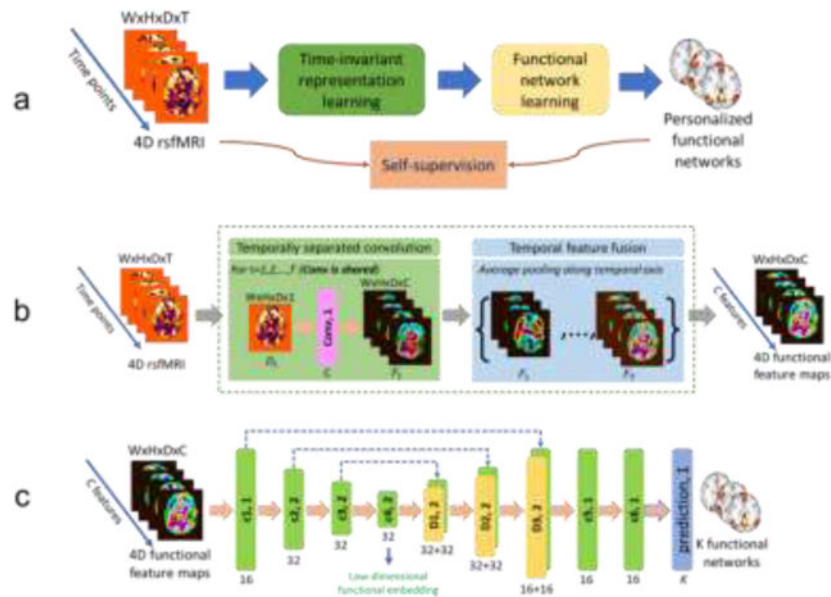 a
WxHxDxT
Time points
4D rsfMRI
Time-invariant
representation
learning
Functional
network
learning
Personalized
functional
networks
Self-supervision
b
WxHxDxT
Time points
4D rsfMRI
Temporally separated convolution
For t=1,2,...,T (Conv is shared)
WxHxDx1
Conv, 1
WxHxDxC
Temporal feature fusion
Average pooling along temporal axis
WxHxDxC
C features
4D functional
feature maps
c
WxHxDxC
C features
4D functional
feature maps
c1, 1
16
c2, 2
32
c3, 2
32
c4, 2
32
Low-dimensional
functional embedding
D1, 2
32+32
D2, 2
32+32
D3, 2
16+16
c5, 1
16
c6, 1
16
prediction, 1
K
K functional
networks